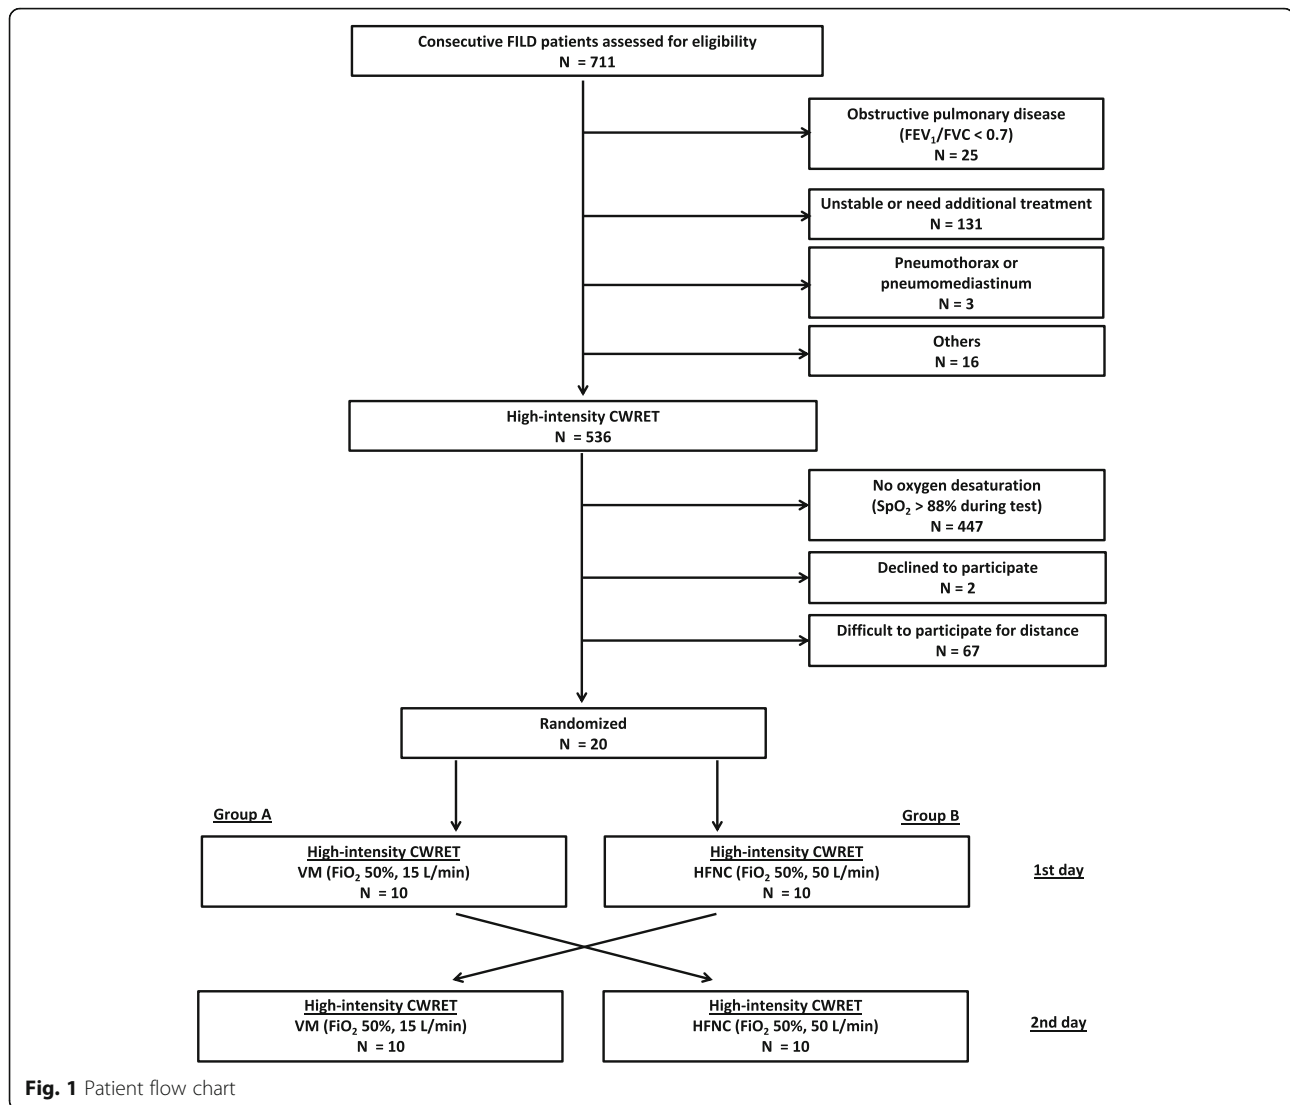 Consecutive FILD patients assessed for eligibility
N = 711
Obstructive pulmonary disease
(FEV₁/FVC < 0.7)
N = 25
Unstable or need additional treatment
N = 131
Pneumothorax or
pneumomediastinum
N = 3
Others
N = 16
High-intensity CWRET
N = 536
No oxygen desaturation
(SpO₂ > 88% during test)
N = 447
Declined to participate
N = 2
Difficult to participate for distance
N = 67
Randomized
N = 20
Group A
Group B
High-intensity CWRET
VM (FiO₂ 50%, 15 L/min)
N = 10
High-intensity CWRET
HFNC (FiO₂ 50%, 50 L/min)
N = 10
1st day
High-intensity CWRET
VM (FiO₂ 50%, 15 L/min)
N = 10
High-intensity CWRET
HFNC (FiO₂ 50%, 50 L/min)
N = 10
2nd day
Fig. 1 Patient flow chart